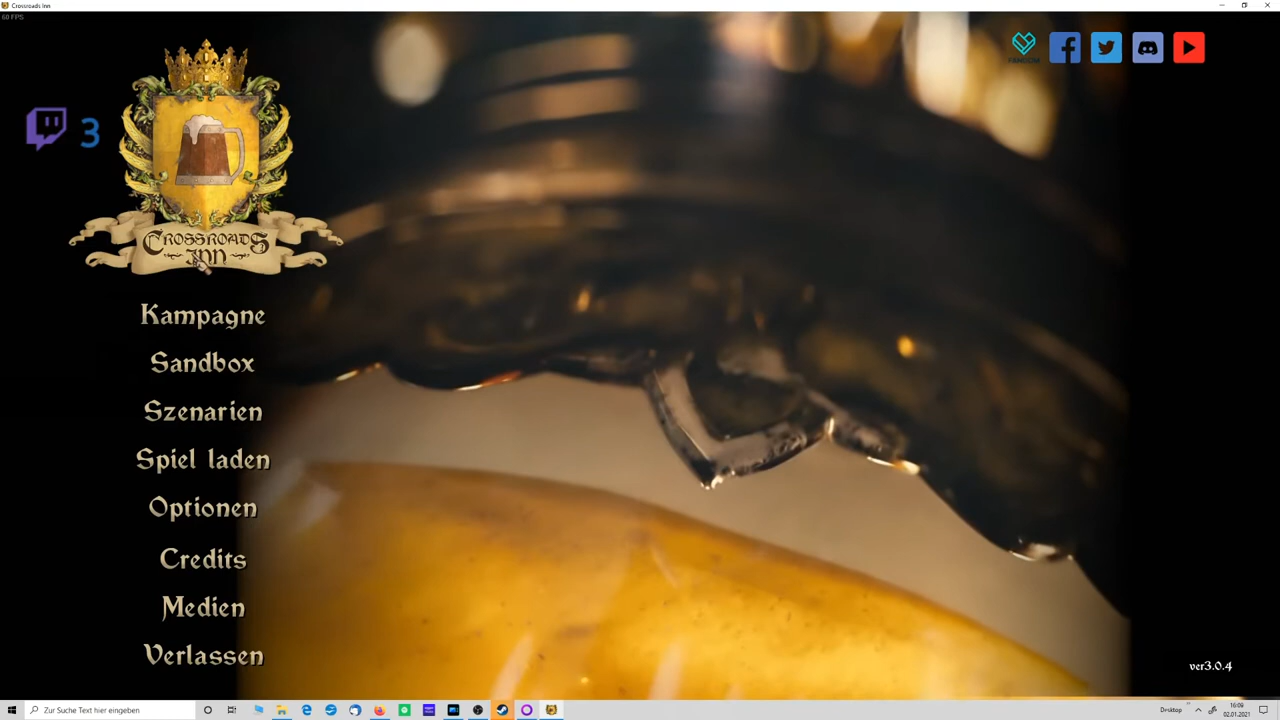 Crossroads Inn
60 FPS
FANDOM
3
CROSSROADS
INN
Kampagne
Sandbox
Szenarien
Spiel laden
Optionen
Credits
Medien
Verlassen
ver3.0.4
Zur Suche Text hier eingeben
Desktop
16:09
02.01.2021